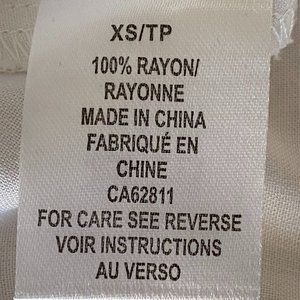 XS/TP
100% RAYON/
RAYONNE
MADE IN CHINA
FABRIQUÉ EN
CHINE
CA62811
FOR CARE SEE REVERSE
VOIR INSTRUCTIONS
AU VERSO